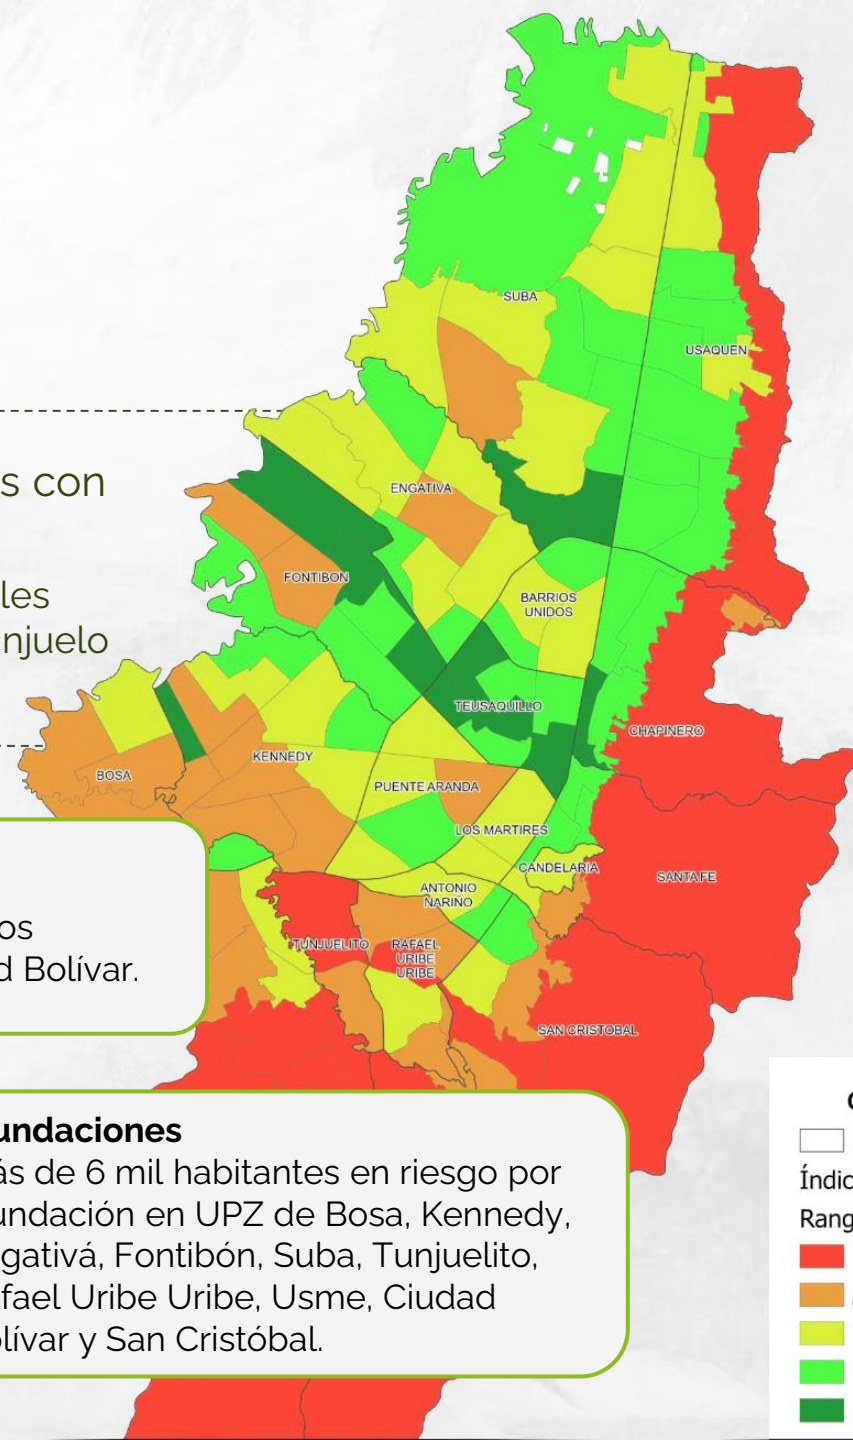 SUBA
USAQUEN
s con
ENGATIVA
FONTIBON
les
BARRIOS
UNIDOS
njuelo
TEUSAQUILLO
CHAPINERO
KENNEDY
BOSA
PUENTE ARANDA
LOS MARTIRES
CANDELARIA
SANTA FE
ANTONIO
NARIÑO
os
d Bolívar.
TUNJUELITO
RAFAEL
URIBE
URIBE
SAN CRISTOBAL
undaciones
ás de 6 mil habitantes en riesgo por
undación en UPZ de Bosa, Kennedy,
gativá, Fontibón, Suba, Tunjuelito,
fael Uribe Uribe, Usme, Ciudad
olívar y San Cristóbal.
Índic
Rang